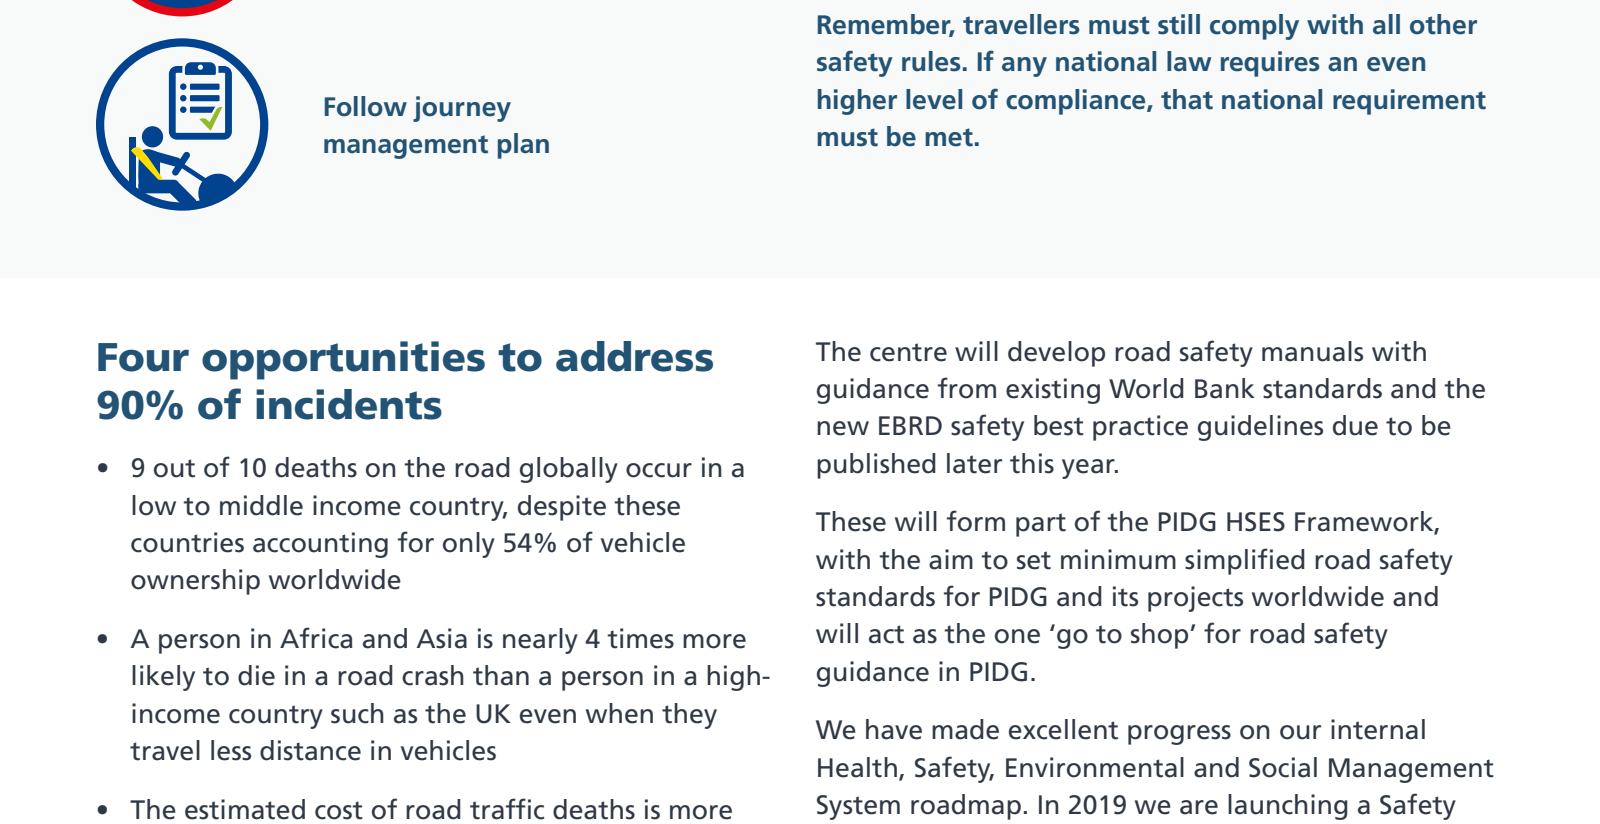 Follow journey
management plan
Remember, travellers must still comply with all other
safety rules. If any national law requires an even
higher level of compliance, that national requirement
must be met.
Four opportunities to address
90% of incidents
• 9 out of 10 deaths on the road globally occur in a
low to middle income country, despite these
countries accounting for only 54% of vehicle
ownership worldwide
• A person in Africa and Asia is nearly 4 times more
likely to die in a road crash than a person in a high-
income country such as the UK even when they
travel less distance in vehicles
• The estimated cost of road traffic deaths is more
The centre will develop road safety manuals with
guidance from existing World Bank standards and the
new EBRD safety best practice guidelines due to be
published later this year.
These will form part of the PIDG HSES Framework,
with the aim to set minimum simplified road safety
standards for PIDG and its projects worldwide and
will act as the one ‘go to shop’ for road safety
guidance in PIDG.
We have made excellent progress on our internal
Health, Safety, Environmental and Social Management
System roadmap. In 2019 we are launching a Safety